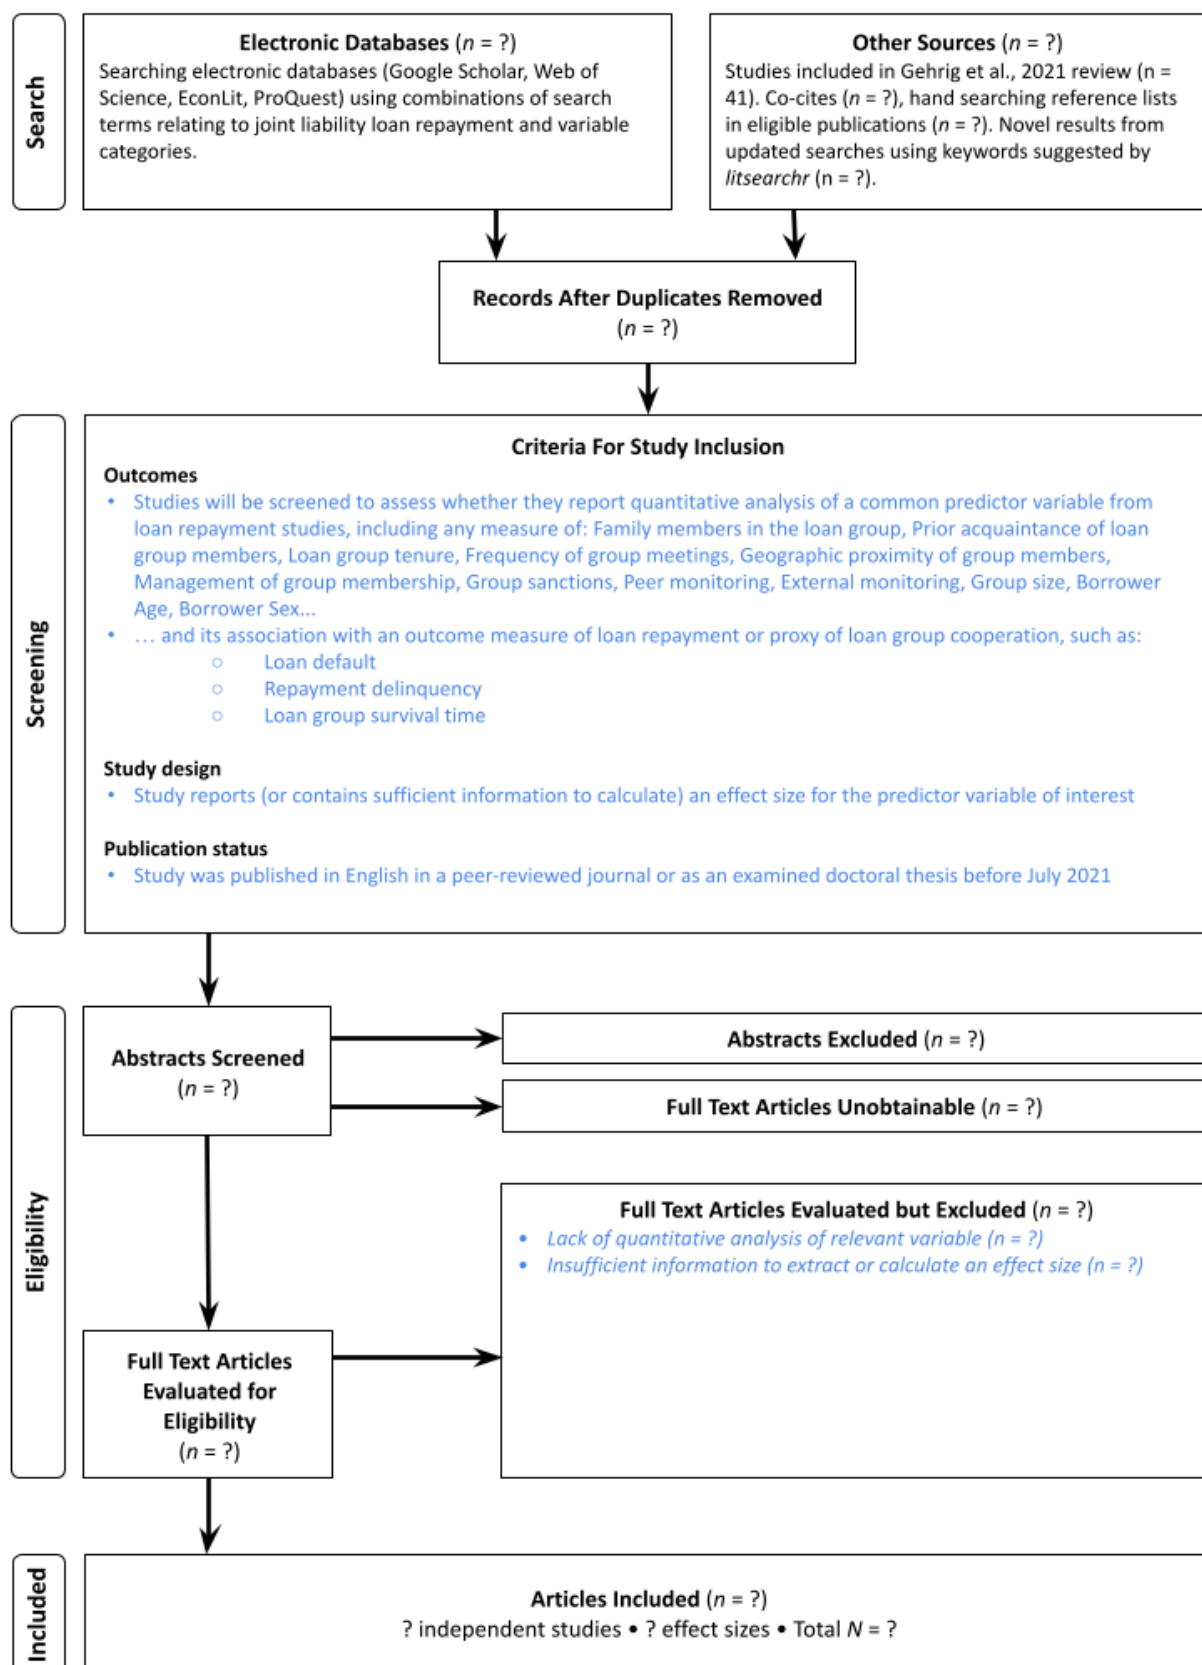 Search
Electronic Databases (n = ?)
Searching electronic databases (Google Scholar, Web of
Science, EconLit, ProQuest) using combinations of search
terms relating to joint liability loan repayment and variable
categories.
Other Sources (n = ?)
Studies included in Gehrig et al., 2021 review (n =
41). Co-cites (n = ?), hand searching reference lists
in eligible publications (n = ?). Novel results from
updated searches using keywords suggested by
litsearchr (n = ?).
Records After Duplicates Removed
(n = ?)
Screening
Criteria For Study Inclusion
Outcomes
• Studies will be screened to assess whether they report quantitative analysis of a common predictor variable from
loan repayment studies, including any measure of: Family members in the loan group, Prior acquaintance of loan
group members, Loan group tenure, Frequency of group meetings, Geographic proximity of group members,
Management of group membership, Group sanctions, Peer monitoring, External monitoring, Group size, Borrower
Age, Borrower Sex...
• … and its association with an outcome measure of loan repayment or proxy of loan group cooperation, such as:
○ Loan default
○ Repayment delinquency
○ Loan group survival time
Study design
• Study reports (or contains sufficient information to calculate) an effect size for the predictor variable of interest
Publication status
• Study was published in English in a peer-reviewed journal or as an examined doctoral thesis before July 2021
Eligibility
Abstracts Screened
(n = ?)
Abstracts Excluded (n = ?)
Full Text Articles Unobtainable (n = ?)
Full Text Articles Evaluated but Excluded (n = ?)
• Lack of quantitative analysis of relevant variable (n = ?)
• Insufficient information to extract or calculate an effect size (n = ?)
Full Text Articles
Evaluated for
Eligibility
(n = ?)
Included
Articles Included (n = ?)
? independent studies • ? effect sizes • Total N = ?